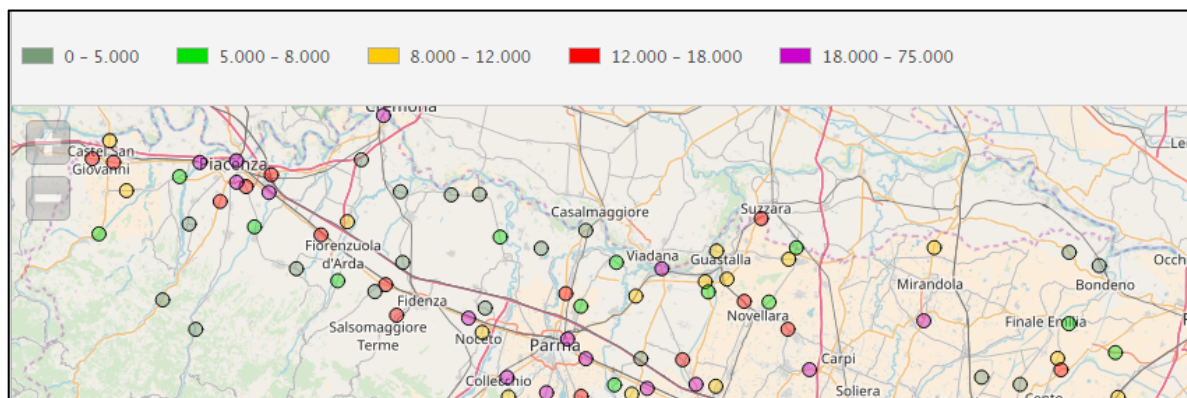 0 – 5.000
5.000 – 8.000
8.000 – 12.000
12.000 – 18.000
18.000 – 75.000
Cremona
Castel San
Giovanni
Piacenza
Casalmaggiore
Suzzara
Fiorenzuola
d'Arda
Viadana
Guastalla
Mirandola
Bondeno
Fidenza
Novellara
Finale Emilia
Salsomaggiore
Terme
Noceto
Parma
Carpi
Collecchio
Soliera
Cento